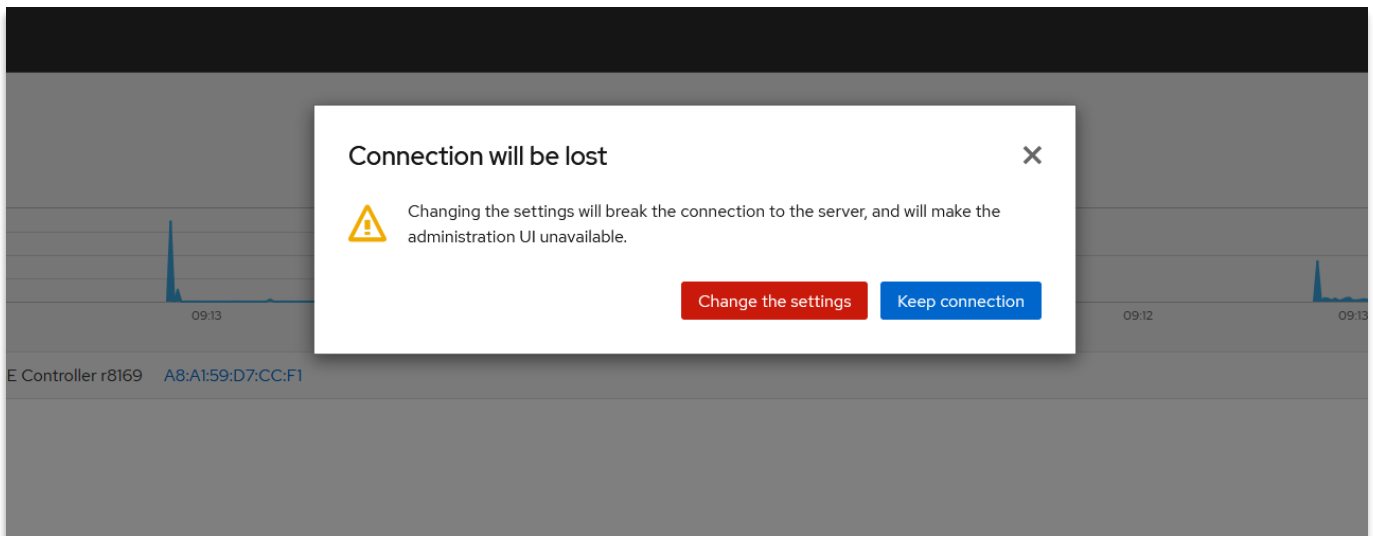 Connection will be lost
Changing the settings will break the connection to the server, and will make the
administration UI unavailable.
Change the settings
Keep connection
09:13
09:12
09:13
E Controller r8169
A8:A1:59:D7:CC:F1